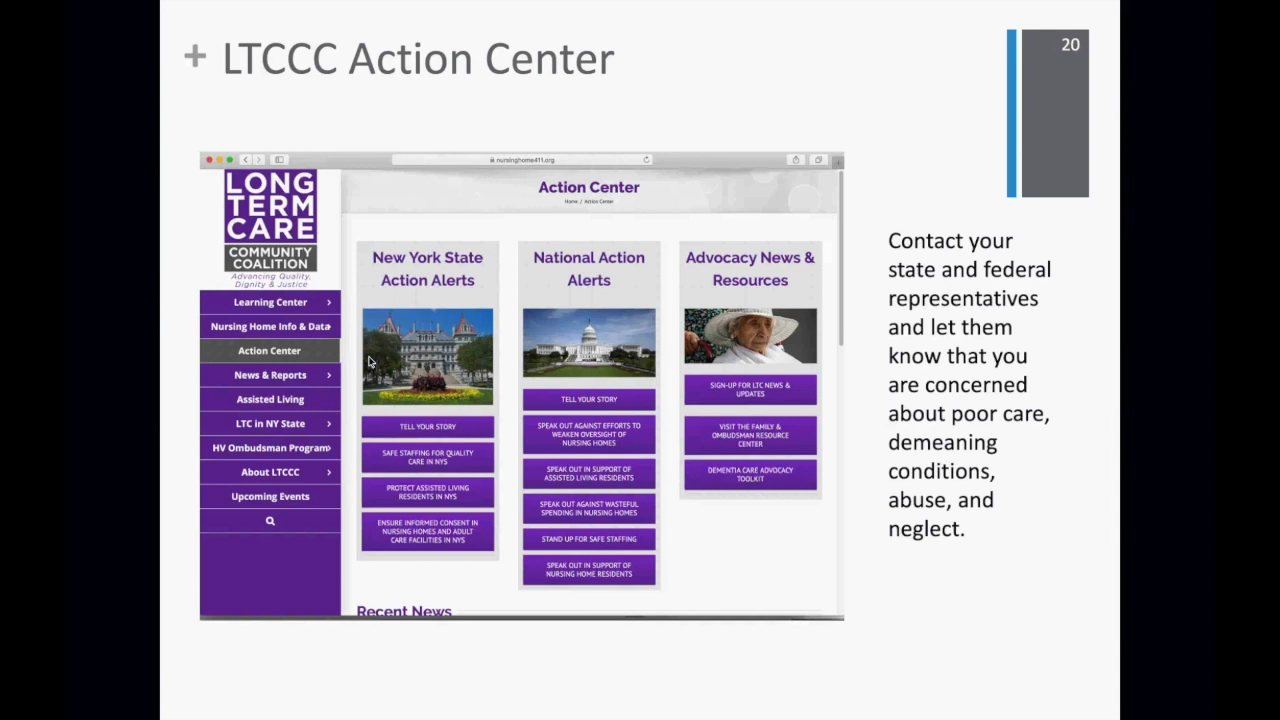 + LTCCC Action Center
20
nursinghome411.org
LONG
TERM
CARE
COMMUNITY
COALITION
Advancing Quality,
Dignity & Justice
Learning Center
Nursing Home Info & Data
Action Center
News & Reports
Assisted Living
LTC in NY State
HV Ombudsman Program
About LTCCC
Upcoming Events
Action Center
Home / Action Center
New York State
Action Alerts
TELL YOUR STORY
SAFE STAFFING FOR QUALITY
CARE IN NYS
PROTECT ASSISTED LIVING
RESIDENTS IN NYS
ENSURE INFORMED CONSENT IN
NURSING HOMES AND ADULT
CARE FACILITIES IN NYS
National Action
Alerts
TELL YOUR STORY
SPEAK OUT AGAINST EFFORTS TO
WEAKEN OVERSIGHT OF
NURSING HOMES
SPEAK OUT IN SUPPORT OF
ASSISTED LIVING RESIDENTS
SPEAK OUT AGAINST WASTEFUL
SPENDING IN NURSING HOMES
STAND UP FOR SAFE STAFFING
SPEAK OUT IN SUPPORT OF
NURSING HOME RESIDENTS
Advocacy News &
Resources
SIGN-UP FOR LTC NEWS &
UPDATES
VISIT THE FAMILY &
OMBUDSMAN RESOURCE
CENTER
DEMENTIA CARE ADVOCACY
TOOLKIT
Recent News
Contact your
state and federal
representatives
and let them
know that you
are concerned
about poor care,
demeaning
conditions,
abuse, and
neglect.